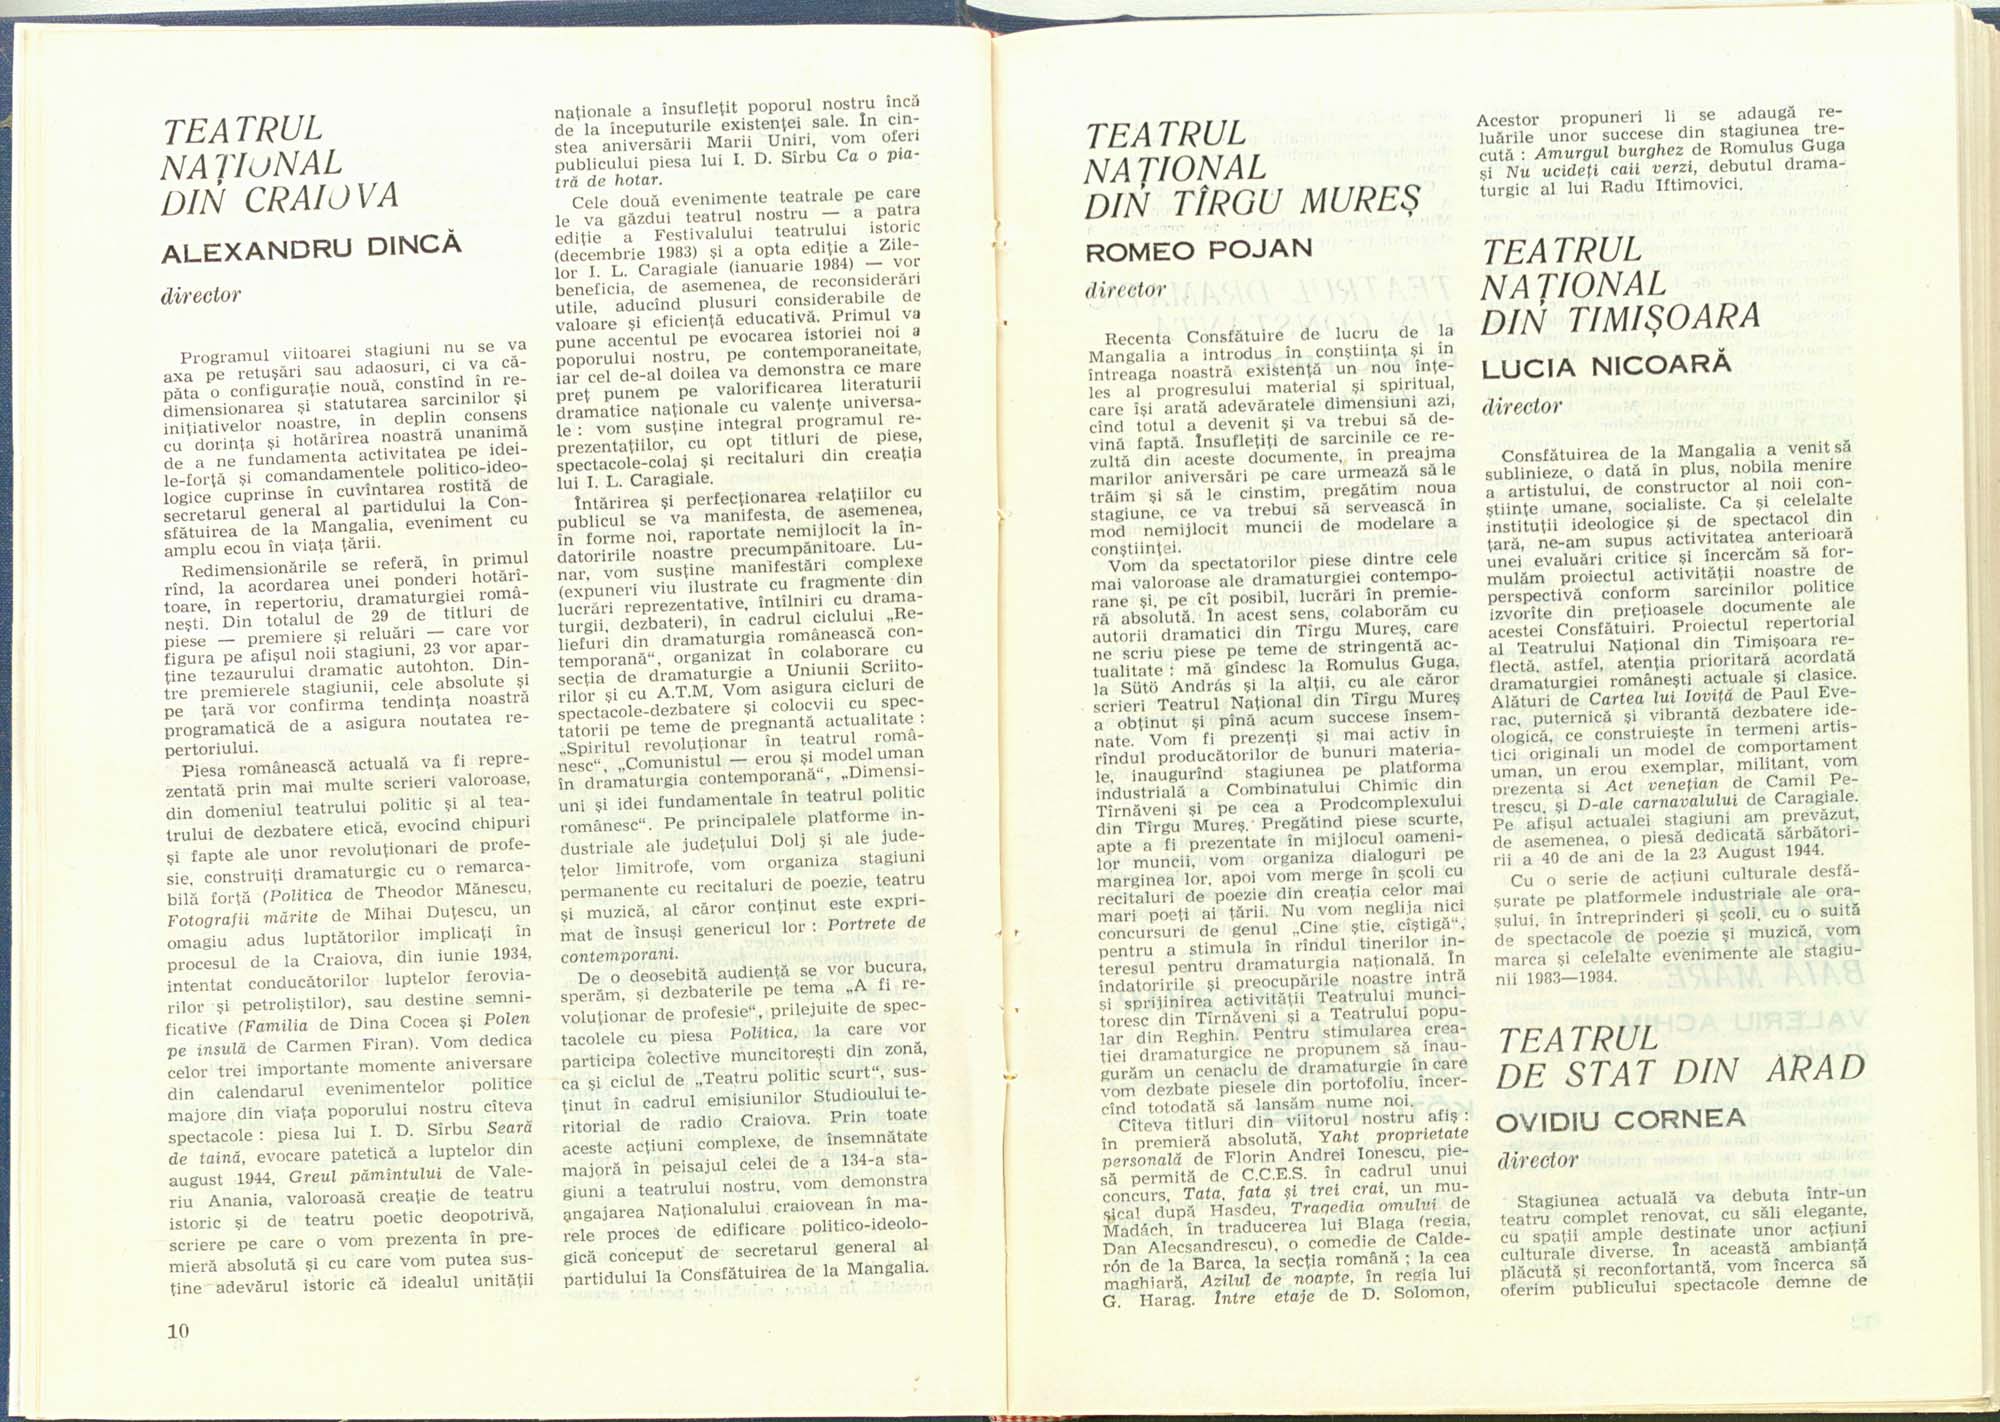 TEATRUL
NAȚIONAL
DIN CRAIOVA
ALEXANDRU DINCĂ
director
Programul viitoarei stagiuni nu se va
axa pe retușări sau adaosuri, ci va că-
păta o configurație nouă, constînd în re-
dimensionarea și statutarea sarcinilor și
inițiativelor noastre, în deplin consens
cu dorința și hotărîrea noastră unanimă
de a ne fundamenta activitatea pe idei-
le-forță și comandamentele politico-ideo-
logice cuprinse în cuvîntarea rostită de
secretarul general al partidului la Con-
sfătuirea de la Mangalia, eveniment cu
amplu ecou în viața țării.
Redimensionările se referă, în primul
rînd, la acordarea unei ponderi hotărî-
toare, în repertoriu, dramaturgiei româ-
nești. Din totalul de 29 de titluri de
piese — premiere și reluări — care vor
figura pe afișul noii stagiuni, 23 vor apar-
ține tezaurului dramatic autohton. Din-
tre premierele stagiunii, cele absolute și
pe țară vor confirma tendința noastră
programatică de a asigura noutatea re-
pertoriului.
Piesa românească actuală va fi repre-
zentată prin mai multe scrieri valoroase,
din domeniul teatrului politic și al tea-
trului de dezbatere etică, evocînd chipuri
și fapte ale unor revoluționari de profe-
sie, construiți dramaturgic cu o remarca-
bilă forță (Politica de Theodor Mănescu,
Fotografii mărite de Mihai Duțescu, un
omagiu adus luptătorilor implicați în
procesul de la Craiova, din iunie 1934,
intentat conducătorilor luptelor ferovia-
rilor și petroliștilor), sau destine semni-
ficative (Familia de Dina Cocea și Polen
pe insulă de Carmen Firan). Vom dedica
celor trei importante momente aniversare
din calendarul evenimentelor politice
majore din viața poporului nostru cîteva
spectacole : piesa lui I. D. Sîrbu Seară
de taină, evocare patetică a luptelor din
august 1944, Greul pămîntului de Vale-
riu Anania, valoroasă creație de teatru
istoric și de teatru poetic deopotrivă,
scriere pe care o vom prezenta în pre-
mieră absolută și cu care vom putea sus-
ține adevărul istoric că idealul unității
10
naționale a însuflețit poporul nostru încă
de la începuturile existenței sale. În cin-
stea aniversării Marii Uniri, vom oferi
publicului piesa lui I. D. Sîrbu Ca o pia-
tră de hotar.
Cele două evenimente teatrale pe care
le va găzdui teatrul nostru — a patra
ediție a Festivalului teatrului istoric
(decembrie 1983) și a opta ediție a Zile-
lor I. L. Caragiale (ianuarie 1984) — vor
beneficia, de asemenea, de reconsiderări
utile, aducînd plusuri considerabile de
valoare și eficiență educativă. Primul va
pune accentul pe evocarea istoriei noi a
poporului nostru, pe contemporaneitate,
iar cel de-al doilea va demonstra ce mare
preț punem pe valorificarea literaturii
dramatice naționale cu valențe universa-
le : vom susține integral programul re-
prezentațiilor, cu opt titluri de piese,
spectacole-colaj și recitaluri din creația
lui I. L. Caragiale.
Întărirea și perfecționarea relațiilor cu
publicul se va manifesta, de asemenea,
în forme noi, raportate nemijlocit la în-
datoririle noastre precumpănitoare. Lu-
nar, vom susține manifestări complexe
(expuneri viu ilustrate cu fragmente din
lucrări reprezentative, întîlniri cu drama-
turgii, dezbateri), în cadrul ciclului „Re-
liefuri din dramaturgia românească con-
temporană“, organizat în colaborare cu
secția de dramaturgie a Uniunii Scriito-
rilor și cu A.T.M. Vom asigura cicluri de
spectacole-dezbatere și colocvii cu spec-
tatorii pe teme de pregnantă actualitate :
„Spiritul revoluționar în teatrul româ-
nesc“, „Comunistul — erou și model uman
în dramaturgia contemporană“, „Dimensi-
uni și idei fundamentale în teatrul politic
românesc“. Pe principalele platforme in-
dustriale ale județului Dolj și ale jude-
țelor limitrofe, vom organiza stagiuni
permanente cu recitaluri de poezie, teatru
și muzică, al căror conținut este expri-
mat de însuși genericul lor : Portrete de
contemporani.
De o deosebită audiență se vor bucura,
sperăm, și dezbaterile pe tema „A fi re-
voluționar de profesie“, prilejuite de spec-
tacolele cu piesa Politica, la care vor
participa colective muncitorești din zonă,
ca și ciclul de „Teatru politic scurt“, sus-
ținut în cadrul emisiunilor Studioului te-
ritorial de radio Craiova. Prin toate
aceste acțiuni complexe, de însemnătate
majoră în peisajul celei de a 134-a sta-
giuni a teatrului nostru, vom demonstra
angajarea Naționalului craiovean în ma-
rele proces de edificare politico-ideolo-
gică conceput de secretarul general al
partidului la Consfătuirea de la Mangalia.
TEATRUL
NAȚIONAL
DIN TÎRGU MUREȘ
ROMEO POJAN
director
Recenta Consfătuire de lucru de la
Mangalia a introdus în conștiința și în
întreaga noastră existență un nou înțe-
les al progresului material și spiritual,
care își arată adevăratele dimensiuni azi,
cînd totul a devenit și va trebui să de-
vină faptă. Însuflețiți de sarcinile ce re-
zultă din aceste documente, în preajma
marilor aniversări pe care urmează să le
trăim și să le cinstim, pregătim noua
stagiune, ce va trebui să servească în
mod nemijlocit muncii de modelare a
conștiinței.
Vom da spectatorilor piese dintre cele
mai valoroase ale dramaturgiei contempo-
rane și, pe cît posibil, lucrări în premie-
ră absolută. În acest sens, colaborăm cu
autorii dramatici din Tîrgu Mureș, care
ne scriu piese pe teme de stringentă ac-
tualitate : mă gîndesc la Romulus Guga,
la Sütö András și la alții, cu ale căror
scrieri Teatrul Național din Tîrgu Mureș
a obținut și pînă acum succese însem-
nate. Vom fi prezenți și mai activ în
rîndul producătorilor de bunuri materia-
le, inaugurînd stagiunea pe platforma
industrială a Combinatului Chimic din
Tîrnăveni și pe cea a Prodcomplexului
din Tîrgu Mureș. Pregătind piese scurte,
apte a fi prezentate în mijlocul oameni-
lor muncii, vom organiza dialoguri pe
marginea lor, apoi vom merge în școli cu
recitaluri de poezie din creația celor mai
mari poeți ai țării. Nu vom neglija nici
concursuri de genul „Cine știe, cîștigă“,
pentru a stimula în rîndul tinerilor in-
teresul pentru dramaturgia națională. În
îndatoririle și preocupările noastre intră
și sprijinirea activității Teatrului munci-
toresc din Tîrnăveni și a Teatrului popu-
lar din Reghin. Pentru stimularea crea-
ției dramaturgice ne propunem să inau-
gurăm un cenaclu de dramaturgie în care
vom dezbate piesele din portofoliu, încer-
cînd totodată să lansăm nume noi.
Cîteva titluri din viitorul nostru afiș :
în premieră absolută, Yaht proprietate
personală de Florin Andrei Ionescu, pie-
să permită de C.C.E.S. în cadrul unui
concurs, Tata, fata și trei crai, un mu-
sical după Hasdeu, Tragedia omului de
Madách, în traducerea lui Blaga (regia,
Dan Alecsandrescu), o comedie de Calde-
rón de la Barca, la secția română ; la cea
maghiară, Azilul de noapte, în regia lui
G. Harag. Între etaje de D. Solomon,
Acestor propuneri li se adaugă re-
luările unor succese din stagiunea tre-
cută : Amurgul burghez de Romulus Guga
și Nu ucideți caii verzi, debutul drama-
turgic al lui Radu Iftimovici.
TEATRUL
NAȚIONAL
DIN TIMIȘOARA
LUCIA NICOARĂ
director
Consfătuirea de la Mangalia a venit să
sublinieze, o dată în plus, nobila menire
a artistului, de constructor al noii con-
științe umane, socialiste. Ca și celelalte
instituții ideologice și de spectacol din
țară, ne-am supus activitatea anterioară
unei evaluări critice și încercăm să for-
mulăm proiectul activității noastre de
perspectivă conform sarcinilor politice
izvorîte din prețioasele documente ale
acestei Consfătuiri. Proiectul repertorial
al Teatrului Național din Timișoara re-
flectă, astfel, atenția prioritară acordată
dramaturgiei românești actuale și clasice.
Alături de Cartea lui Ioviță de Paul Eve-
rac, puternică și vibrantă dezbatere ide-
ologică, ce construiește în termeni artis-
tici originali un model de comportament
uman, un erou exemplar, militant, vom
prezenta și Act venețian de Camil Pe-
trescu, și D-ale carnavalului de Caragiale.
Pe afișul actualei stagiuni am prevăzut,
de asemenea, o piesă dedicată sărbători-
rii a 40 de ani de la 23 August 1944.
Cu o serie de acțiuni culturale desfă-
șurate pe platformele industriale ale ora-
șului, în întreprinderi și școli, cu o suită
de spectacole de poezie și muzică, vom
marca și celelalte evenimente ale stagiu-
nii 1983—1984.
TEATRUL
DE STAT DIN ARAD
OVIDIU CORNEA
director
Stagiunea actuală va debuta într-un
teatru complet renovat, cu săli elegante,
cu spații ample destinate unor acțiuni
culturale diverse. În această ambianță
plăcută și reconfortantă, vom încerca să
oferim publicului spectacole demne de